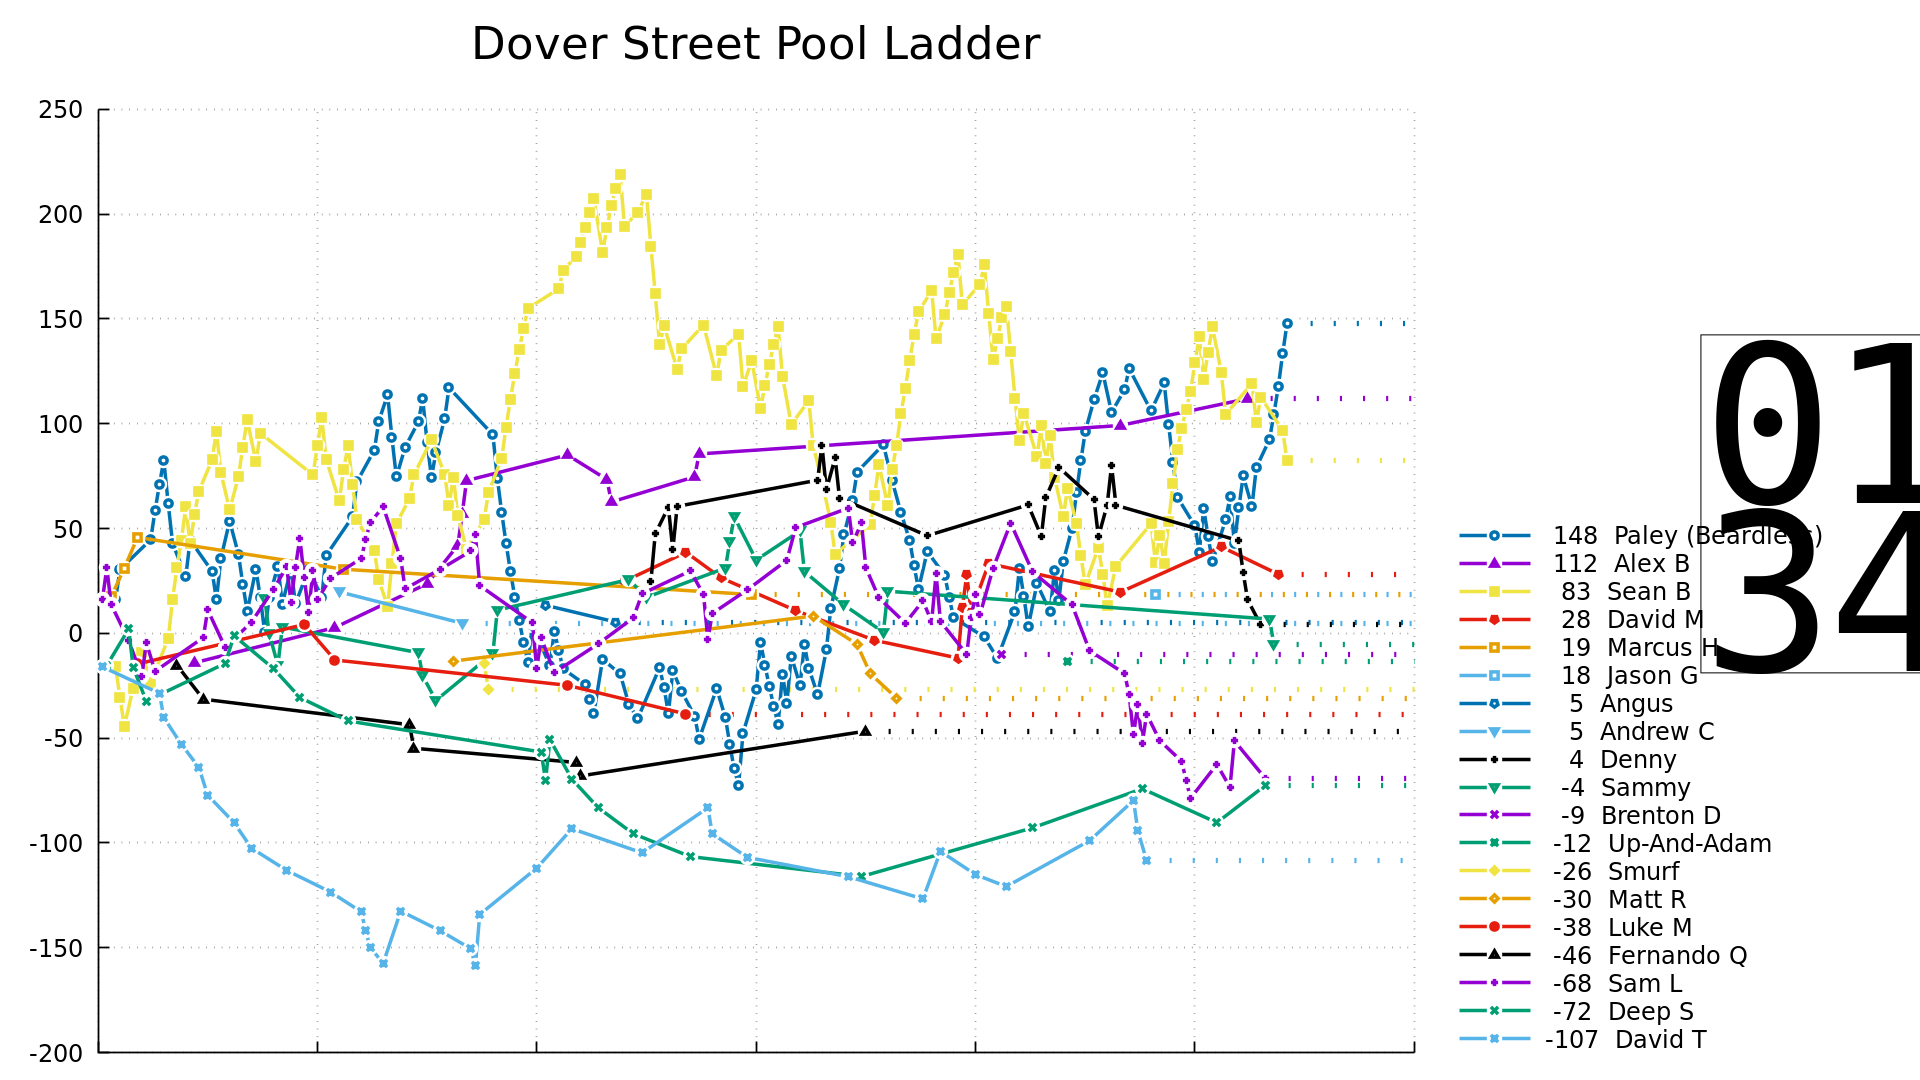 Dover Street Pool Ladder
250
200
150
100
50
0
-50
-100
-150
-200
148 Paley (Beardless)
112 Alex B
83 Sean B
28 David M
19 Marcus H
18 Jason G
5 Angus
5 Andrew C
4 Denny
-4 Sammy
-9 Brenton D
-12 Up-And-Adam
-26 Smurf
-30 Matt R
-38 Luke M
-46 Fernando Q
-68 Sam L
-72 Deep S
-107 David T
01
34